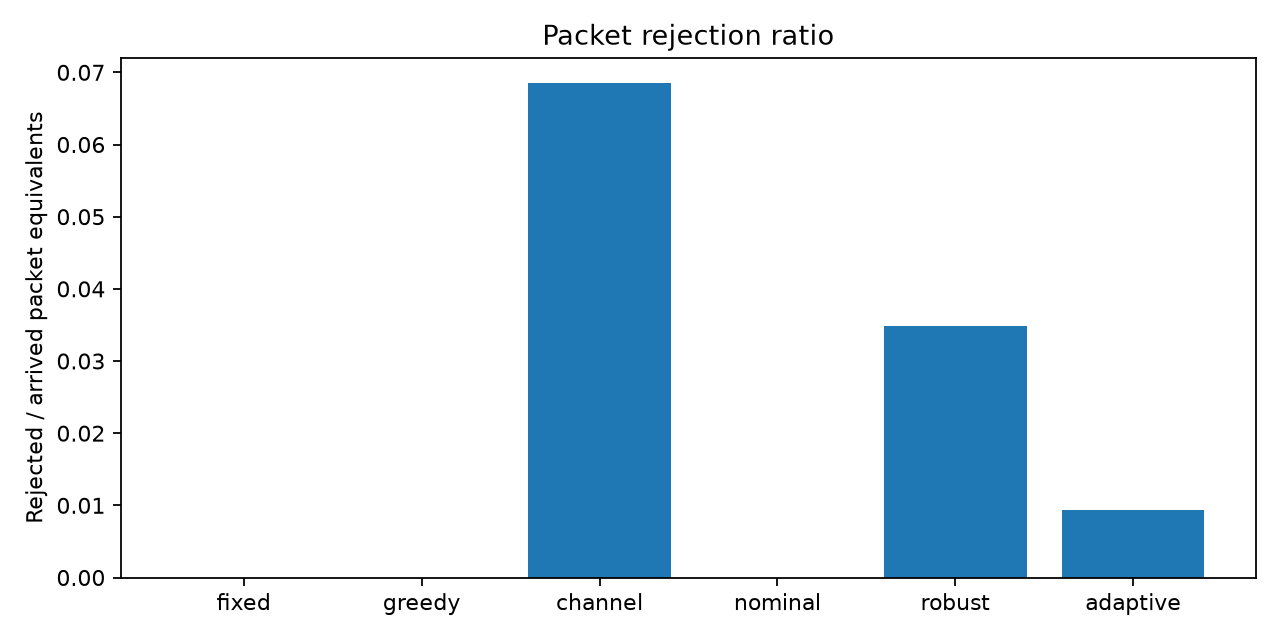 Packet rejection ratio
Rejected / arrived packet equivalents
0.07
0.06
0.05
0.04
0.03
0.02
0.01
0.00
fixed greedy channel nominal robust adaptive